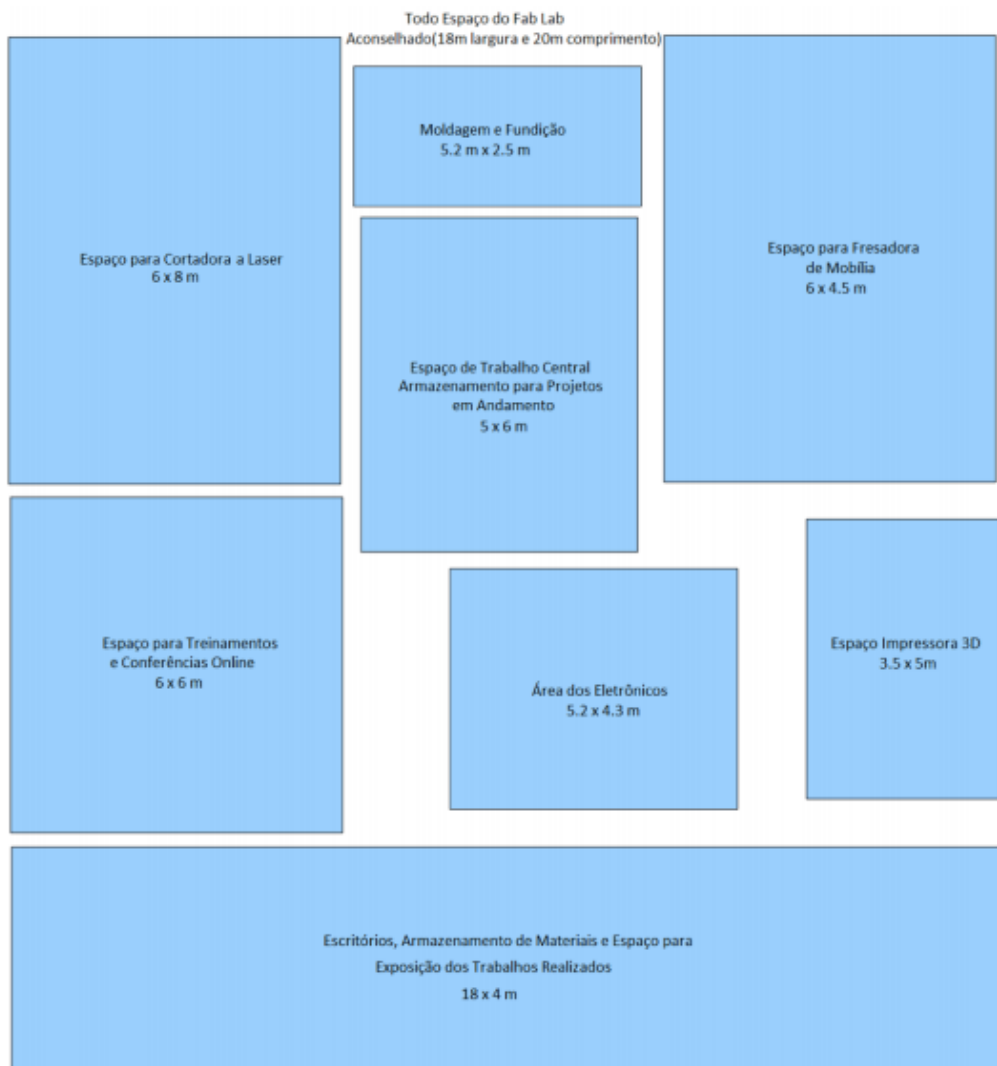 Todo Espaço do Fab Lab
Aconselhado(18m largura e 20m comprimento)
Moldagem e Fundição
5.2 m x 2.5 m
Espaço para Cortadora a Laser
6 x 8 m
Espaço para Fresadora
de Mobília
6 x 4.5 m
Espaço de Trabalho Central
Armazenamento para Projetos
em Andamento
5 x 6 m
Espaço para Treinamentos
e Conferências Online
6 x 6 m
Área dos Eletrônicos
5.2 x 4.3 m
Espaço Impressora 3D
3.5 x 5m
Escritórios, Armazenamento de Materiais e Espaço para
Exposição dos Trabalhos Realizados
18 x 4 m